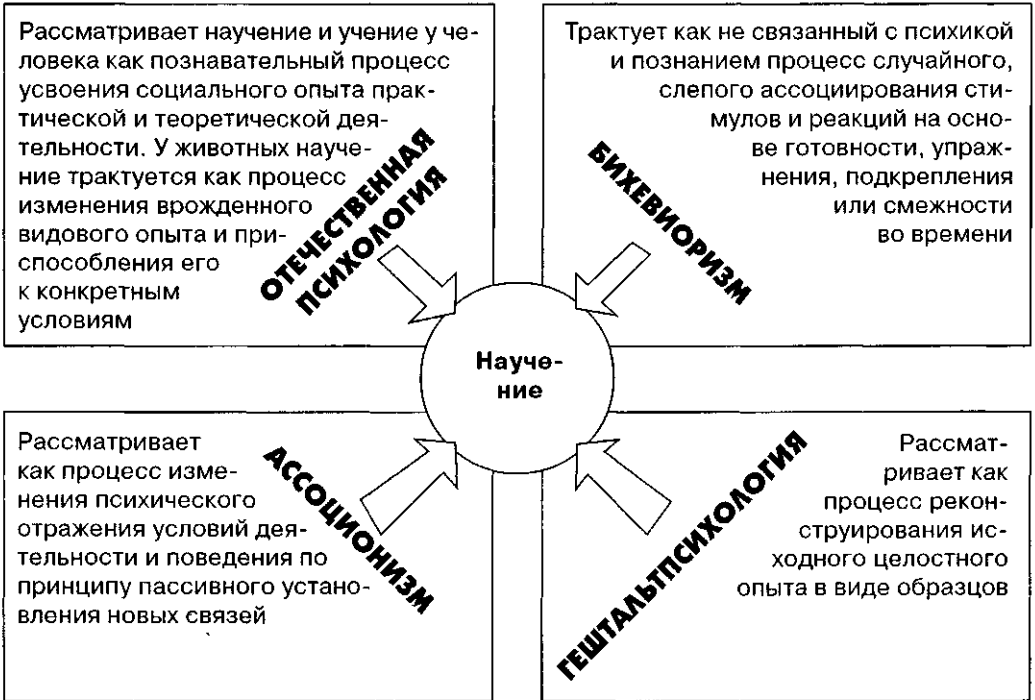 Рассматривает научение и учение у че-
ловека как познавательный процесс
усвоения социального опыта прак-
тической и теоретической дея-
тельности. У животных науче-
ние трактуется как процесс
изменения врожденного
видового опыта и при-
способления его
к конкретным
условиям
ОТЕЧЕСТВЕННАЯ
ПСИХОЛОГИЯ
Трактует как не связанный с психикой
и познанием процесс случайного,
слепого ассоциирования сти-
мулов и реакций на осно-
ве готовности, упраж-
нения, подкрепления
или смежности
во времени
БИХЕВИОРИЗМ
Науче-
ние
Рассматривает
как процесс изме-
нения психического
отражения условий дея-
тельности и поведения по
принципу пассивного устано-
вления новых связей
АССОЦИОНИЗМ
Рассмат-
ривает как
процесс рекон-
струирования ис-
ходного целостного
опыта в виде образцов
ГЕШТАЛЬТПСИХОЛОГИЯ